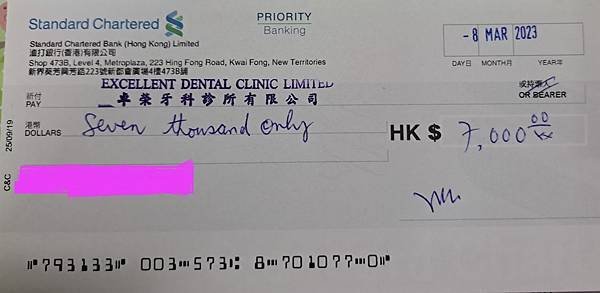 Standard Chartered
PRIORITY
Banking
Standard Chartered Bank (Hong Kong) Limited
渣打銀行(香港)有限公司
Shop 473B, Level 4, Metroplaza, 223 Hing Fong Road, Kwai Fong, New Territories
新界葵芳興芳路223號新都會廣場4樓473B舖
-8 MAR 2023
DAY日 MONTH月 YEAR年
EXCELLENT DENTAL CLINIC LIMITED
祈付 卓榮牙科診所有限公司 或持票人
PAY OR BEARER
港幣
DOLLARS Seven thousand only HK $ 7,000 00/xx
25/09/19
C&C
⑈793133⑈ 003⑉573⑆ 8⑉701077⑉0⑈